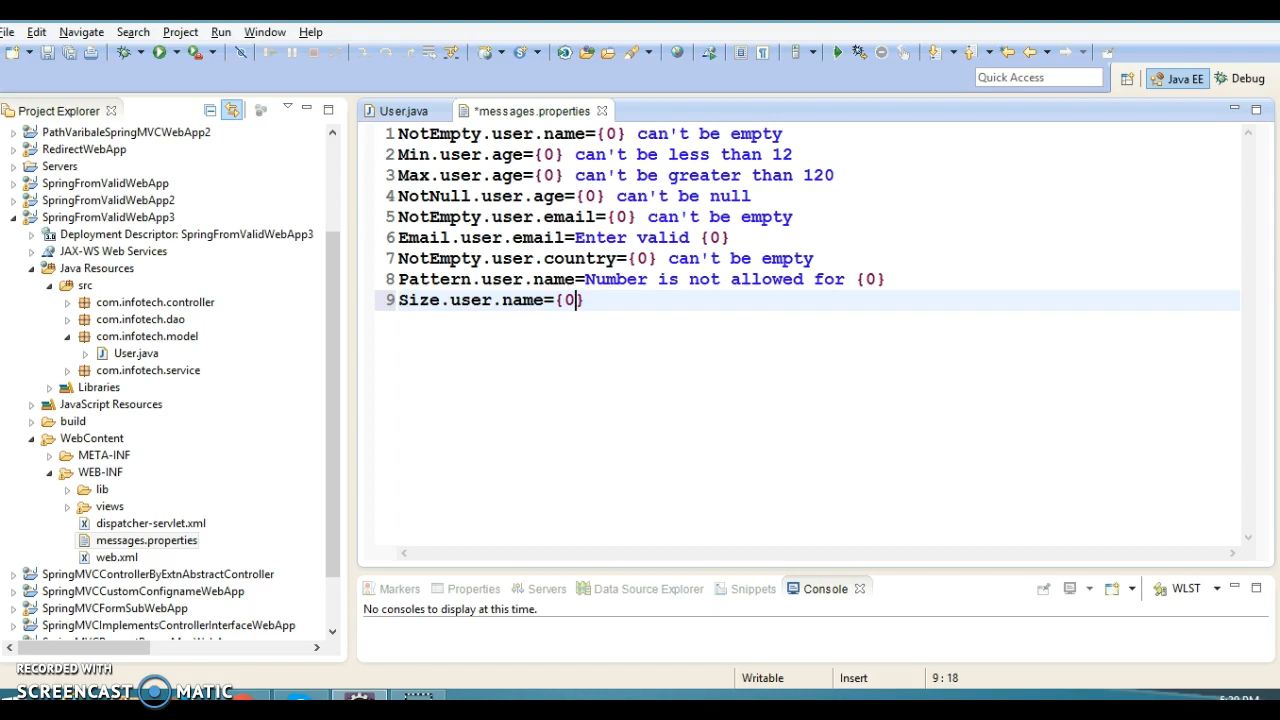 File Edit Navigate Search Project Run Window Help
Quick Access
Java EE
Debug
Project Explorer
PathVaribaleSpringMVCWebApp2
RedirectWebApp
Servers
SpringFromValidWebApp
SpringFromValidWebApp2
SpringFromValidWebApp3
Deployment Descriptor: SpringFromValidWebApp3
JAX-WS Web Services
Java Resources
src
com.infotech.controller
com.infotech.dao
com.infotech.model
User.java
com.infotech.service
Libraries
JavaScript Resources
build
WebContent
META-INF
WEB-INF
lib
views
dispatcher-servlet.xml
messages.properties
web.xml
SpringMVCControllerByExtnAbstractController
SpringMVCCustomConfignameWebApp
SpringMVCFormSubWebApp
SpringMVCImplementsControllerInterfaceWebApp
User.java *messages.properties
1 NotEmpty.user.name={0} can't be empty
2 Min.user.age={0} can't be less than 12
3 Max.user.age={0} can't be greater than 120
4 NotNull.user.age={0} can't be null
5 NotEmpty.user.email={0} can't be empty
6 Email.user.email=Enter valid {0}
7 NotEmpty.user.country={0} can't be empty
8 Pattern.user.name=Number is not allowed for {0}
9 Size.user.name={0}
Markers Properties Servers Data Source Explorer Snippets Console WLST
No consoles to display at this time.
Writable Insert 9:18
RECORDED WITH
SCREENCAST MATIC